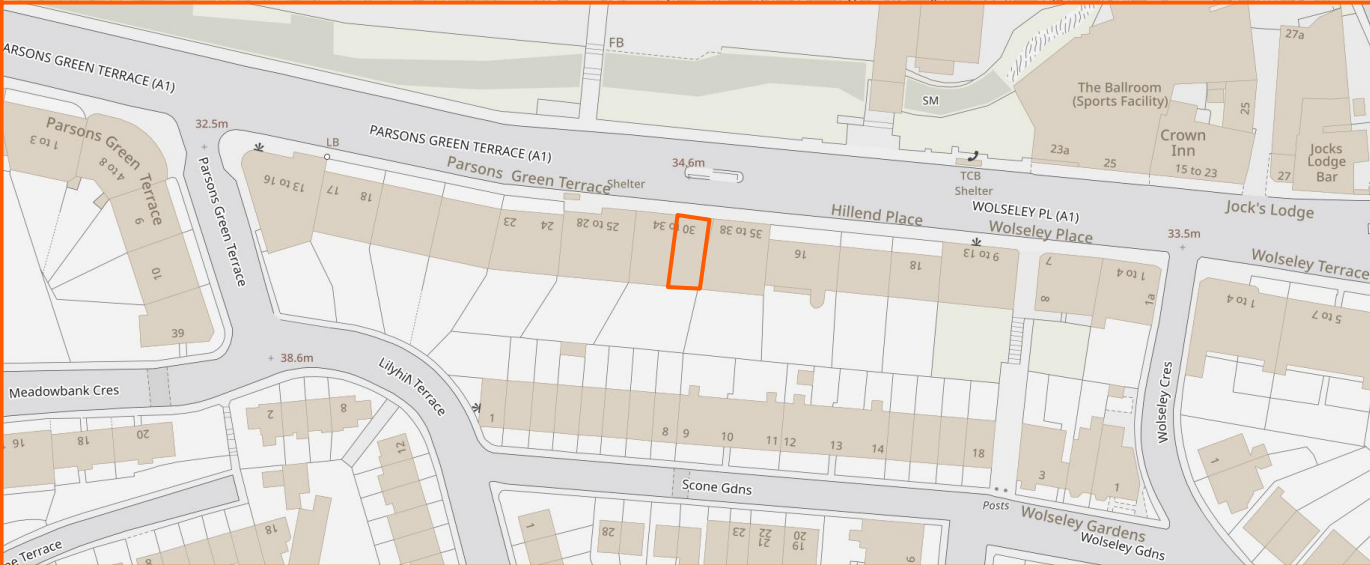 FB
27a
ARSONS GREEN TERRACE (A1)
The Ballroom
(Sports Facility)
SM
25
32.5m
Parsons Green
Terrace
1 to 3
4 to 8
9
10
39
LB
PARSONS GREEN TERRACE (A1)
Parsons Green Terrace
Shelter
34.6m
TCB
Shelter
23a
25
Crown
Inn
15 to 23
Jocks
Lodge
Bar
27
Parsons Green Terrace
13 to 16
17
18
23
24
25 to 28
30 to 34
35 to 38
16
18
9 to 13
Hillend Place
WOLSELEY PL (A1)
Wolseley Place
Jock's Lodge
33.5m
Wolseley Terrace
7
8
1 to 4
1a
1 to 4
5 to 7
38.6m
Meadowbank Cres
Lilyhill Terrace
Wolseley Cres
16
18
20
2
8
12
1
8
9
10
11
12
13
14
18
3
1
1
Scone Gdns
Posts
Wolseley Gardens
Wolseley Gdns
ne Terrace
8
18
1
28
23
22
21
20
19
9